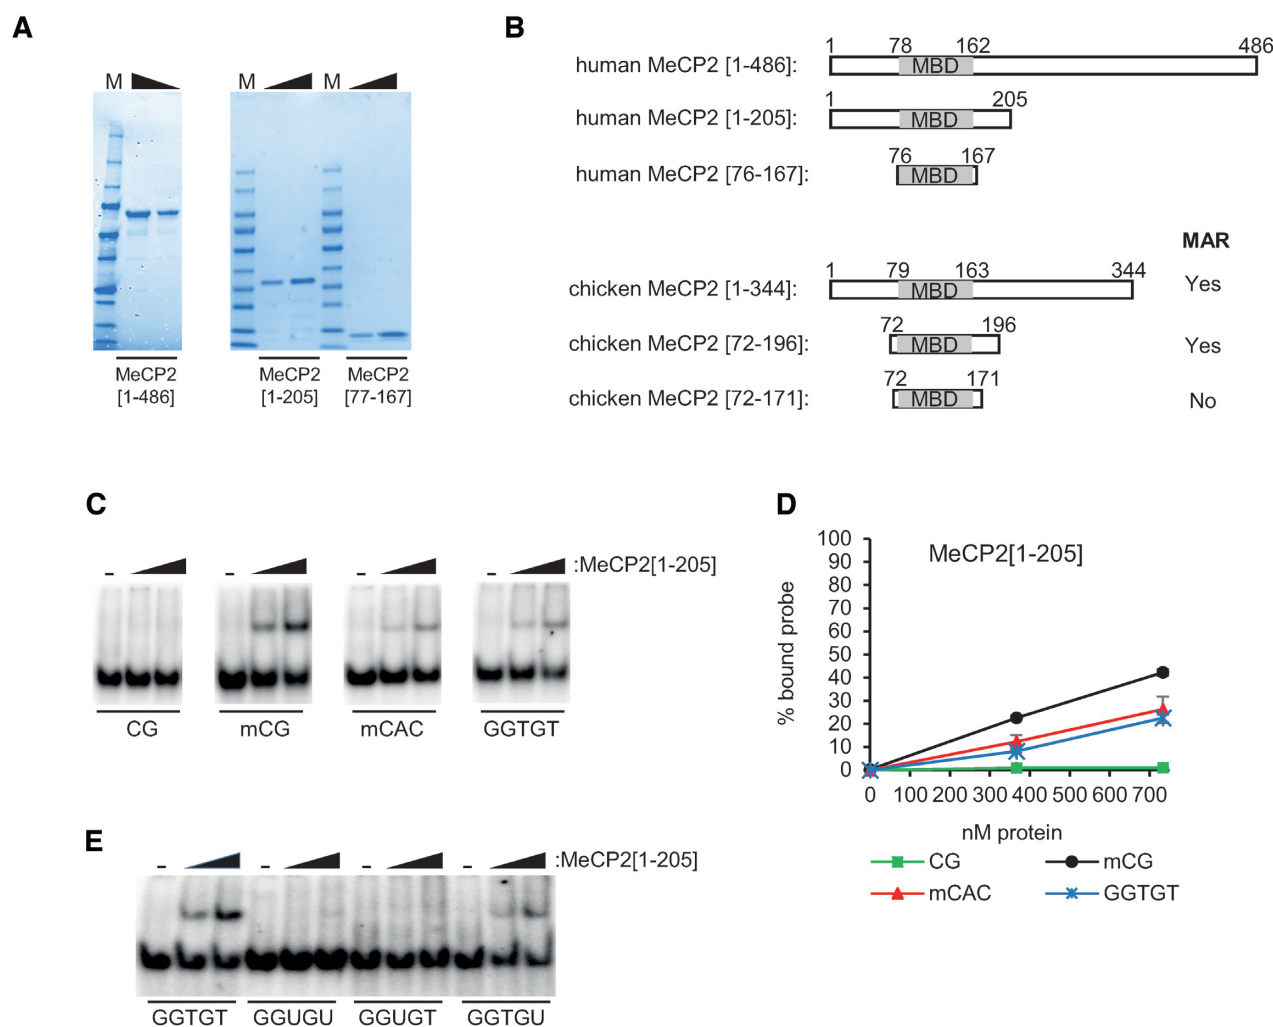 A
M
M
M
MeCP2
[1-486]
MeCP2
[1-205]
MeCP2
[77-167]
B
human MeCP2 [1-486]:
1 78 162 486
MBD
human MeCP2 [1-205]:
1 205
MBD
human MeCP2 [76-167]:
76 167
MBD
MAR
chicken MeCP2 [1-344]:
1 79 163 344
MBD
Yes
chicken MeCP2 [72-196]:
72 196
MBD
Yes
chicken MeCP2 [72-171]:
72 171
MBD
No
C
- - - - :MeCP2[1-205]
CG mCG mCAC GGTGT
D
MeCP2[1-205]
% bound probe
100
90
80
70
60
50
40
30
20
10
0
0 100 200 300 400 500 600 700
nM protein
CG mCG
mCAC GGTGT
E
- - - - :MeCP2[1-205]
GGTGT GGUGU GGUGT GGTGU